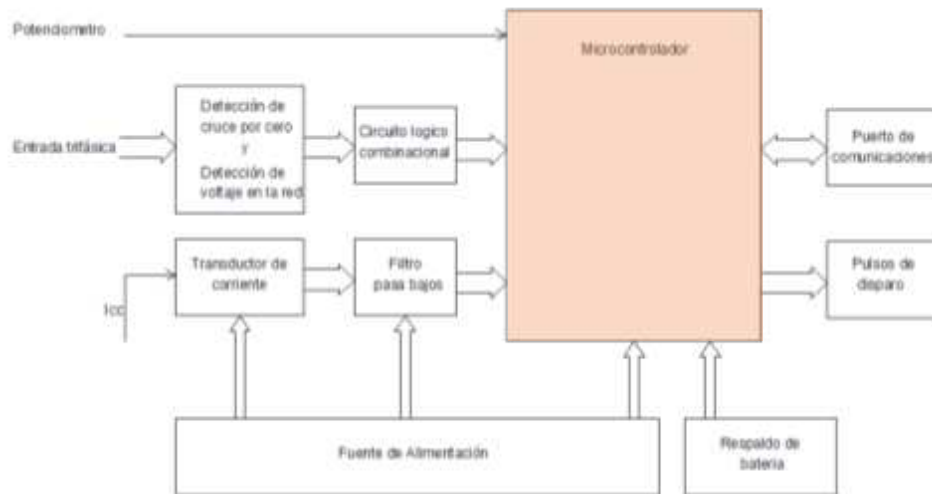 Potenciometro
Microcontrolador
Entrada trifásica
Detección de
cruce por cero
y
Detección de
voltaje en la red
Circuito logico
combinacional
Puerto de
comunicaciones
Icc
Transductor de
corriente
Filtro
pasa bajos
Pulsos de
disparo
Fuente de Alimentación
Respaldo de
bateria